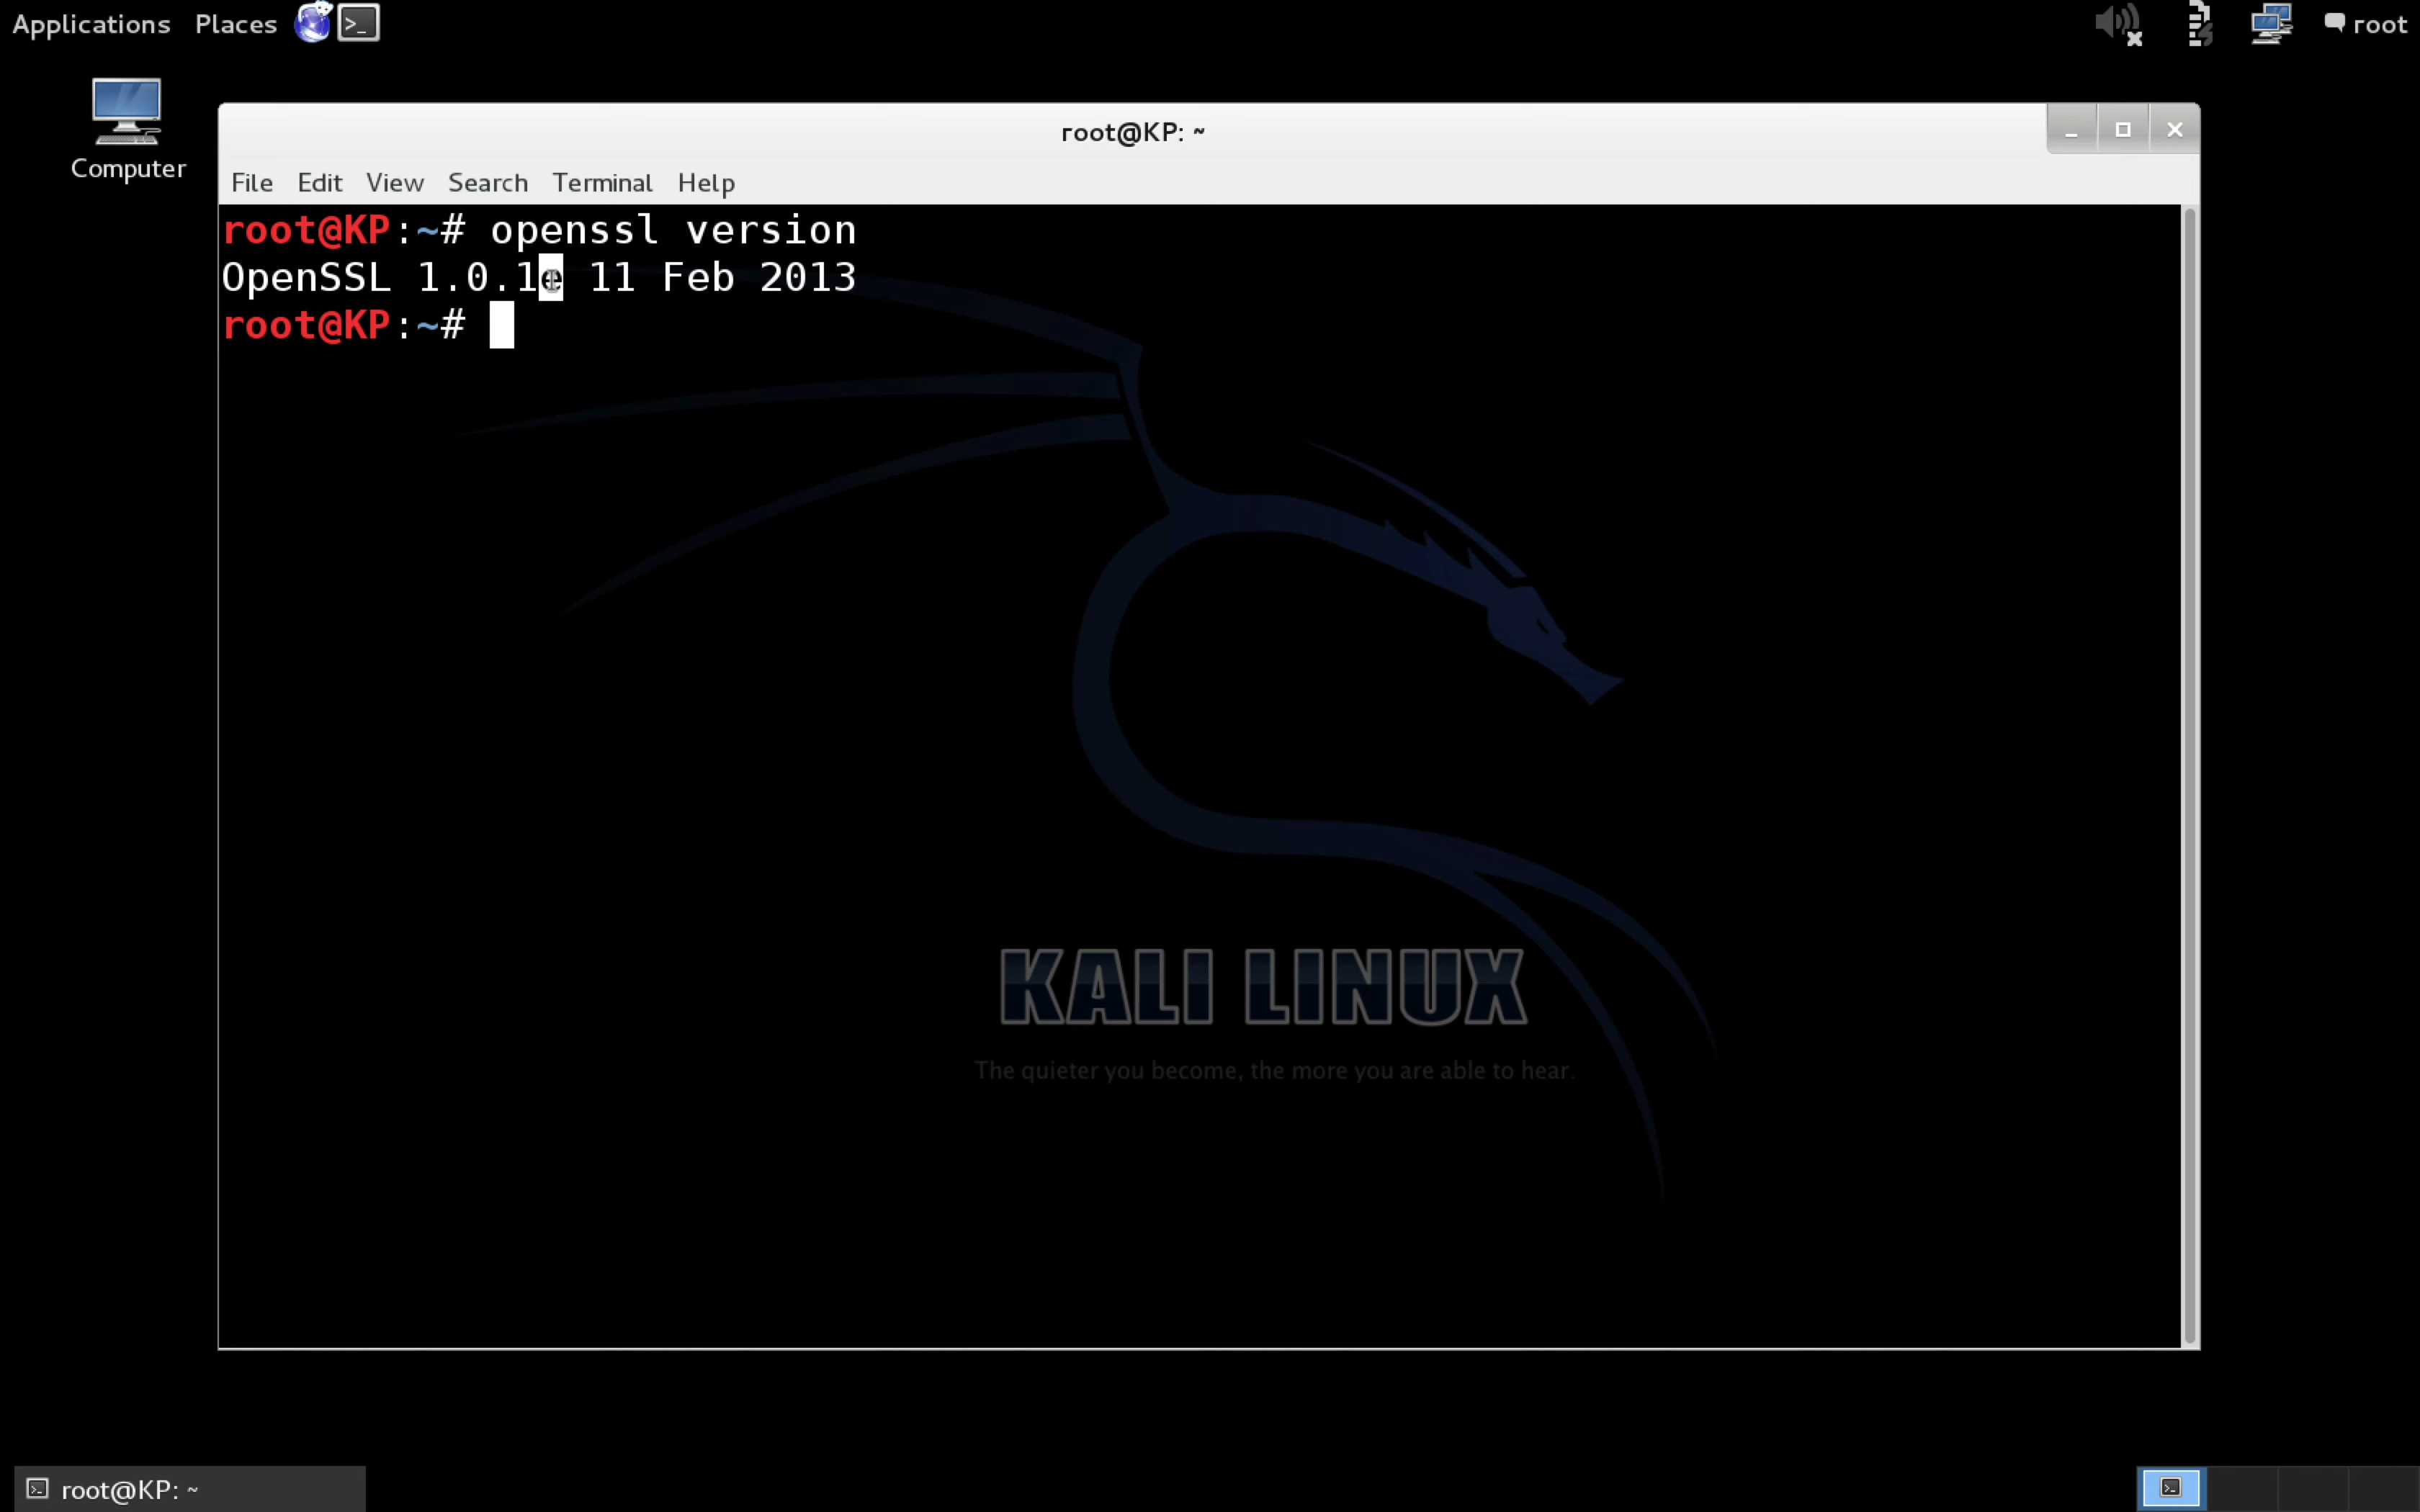 Applications Places root
Computer
root@KP: ~
File Edit View Search Terminal Help
root@KP:~# openssl version
OpenSSL 1.0.1e 11 Feb 2013
root@KP:~#
KALI LINUX
The quieter you become, the more you are able to hear.
root@KP: ~